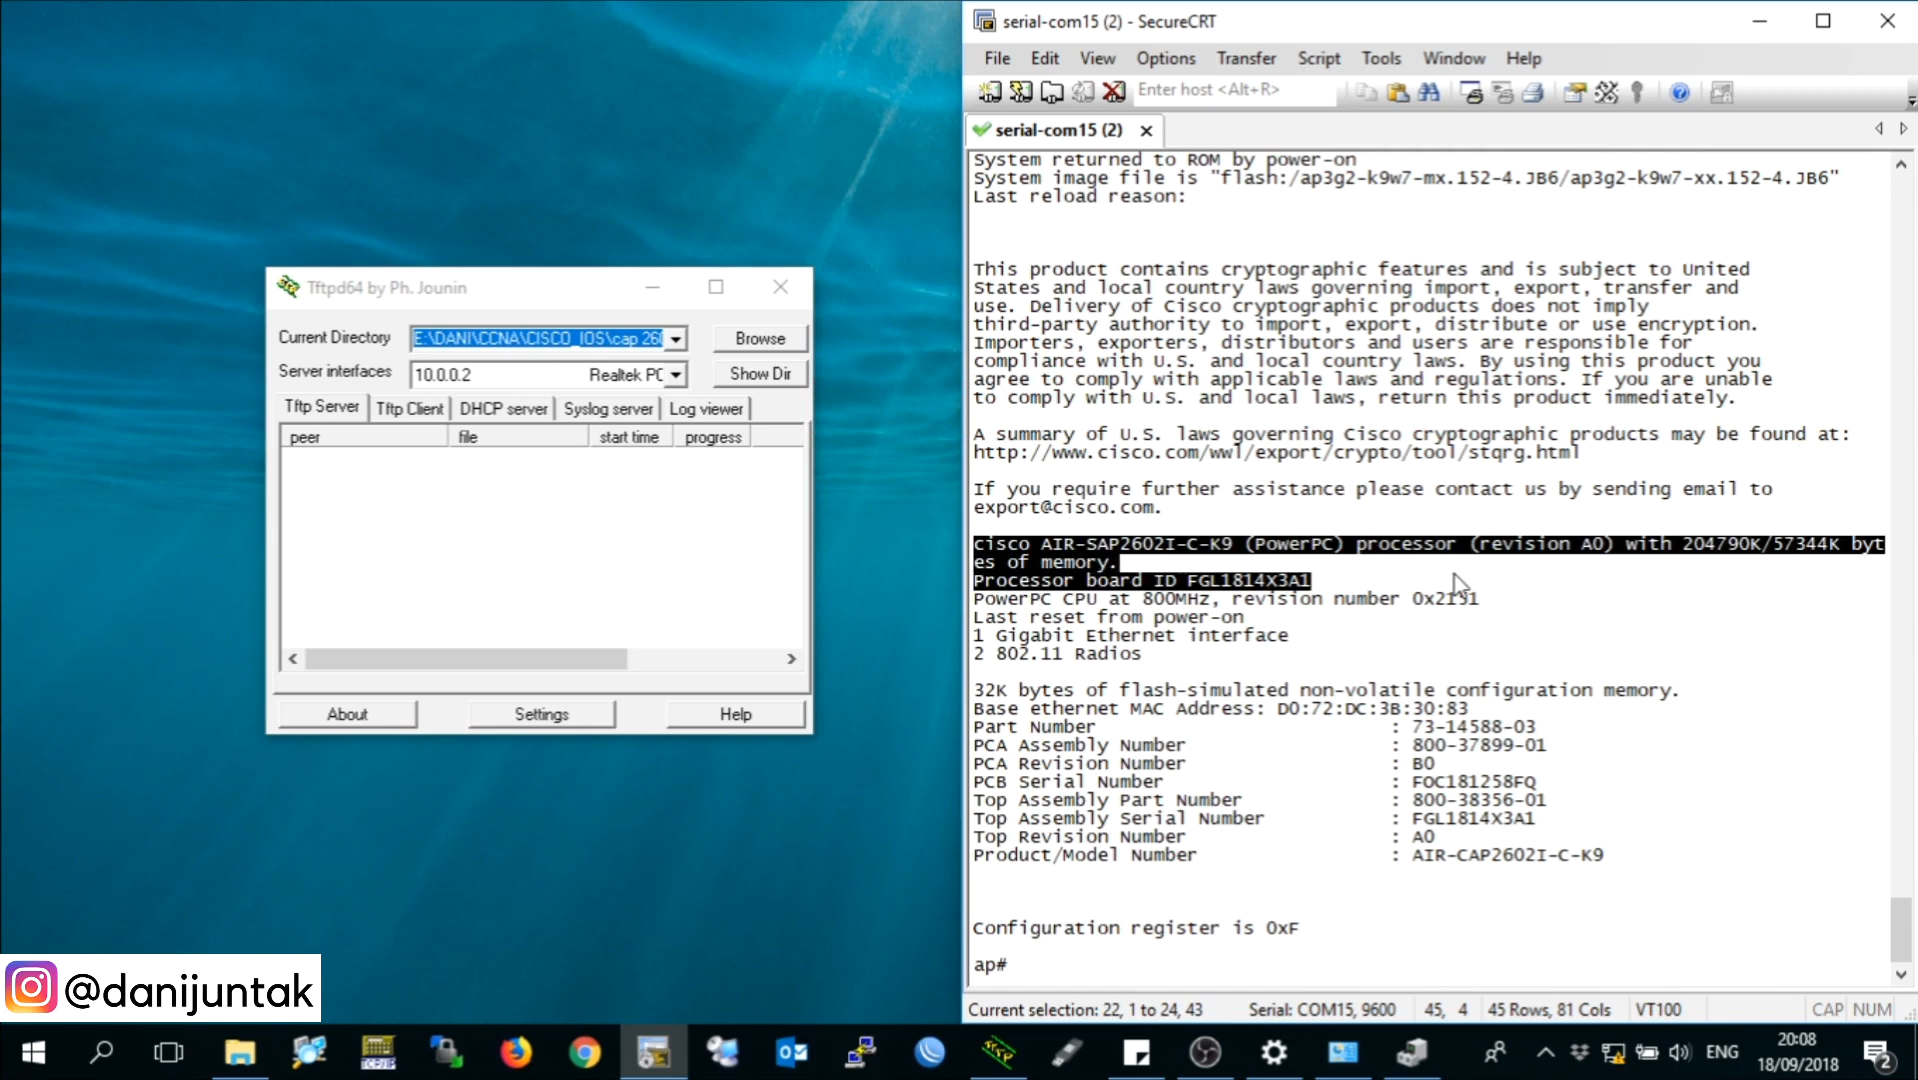 serial-com15 (2) - SecureCRT
File Edit View Options Transfer Script Tools Window Help
Enter host <Alt+R>
serial-com15 (2)
System returned to ROM by power-on
System image file is "flash:/ap3g2-k9w7-mx.152-4.JB6/ap3g2-k9w7-xx.152-4.JB6"
Last reload reason:
This product contains cryptographic features and is subject to United
States and local country laws governing import, export, transfer and
use. Delivery of Cisco cryptographic products does not imply
third-party authority to import, export, distribute or use encryption.
Importers, exporters, distributors and users are responsible for
compliance with U.S. and local country laws. By using this product you
agree to comply with applicable laws and regulations. If you are unable
to comply with U.S. and local laws, return this product immediately.
A summary of U.S. laws governing Cisco cryptographic products may be found at:
http://www.cisco.com/wwl/export/crypto/tool/stqrg.html
If you require further assistance please contact us by sending email to
export@cisco.com.
cisco AIR-SAP2602I-C-K9 (PowerPC) processor (revision A0) with 204790K/57344K byt
es of memory.
Processor board ID FGL1814X3A1
PowerPC CPU at 800MHz, revision number 0x2151
Last reset from power-on
1 Gigabit Ethernet interface
2 802.11 Radios
32K bytes of flash-simulated non-volatile configuration memory.
Base ethernet MAC Address: D0:72:DC:3B:30:83
Part Number : 73-14588-03
PCA Assembly Number : 800-37899-01
PCA Revision Number : B0
PCB Serial Number : FOC181258FQ
Top Assembly Part Number : 800-38356-01
Top Assembly Serial Number : FGL1814X3A1
Top Revision Number : A0
Product/Model Number : AIR-CAP2602I-C-K9
Configuration register is 0xF
ap#
Current selection: 22, 1 to 24, 43 Serial: COM15, 9600 45, 4 45 Rows, 81 Cols VT100 CAP NUM
Tftpd64 by Ph. Jounin
Current Directory E:\DANI\CCNA\CISCO_IOS\cap 260 Browse
Server interfaces 10.0.0.2 Realtek PC Show Dir
Tftp Server Tftp Client DHCP server Syslog server Log viewer
peer file start time progress
About Settings Help
@danijuntak
ENG
20:08
18/09/2018
2